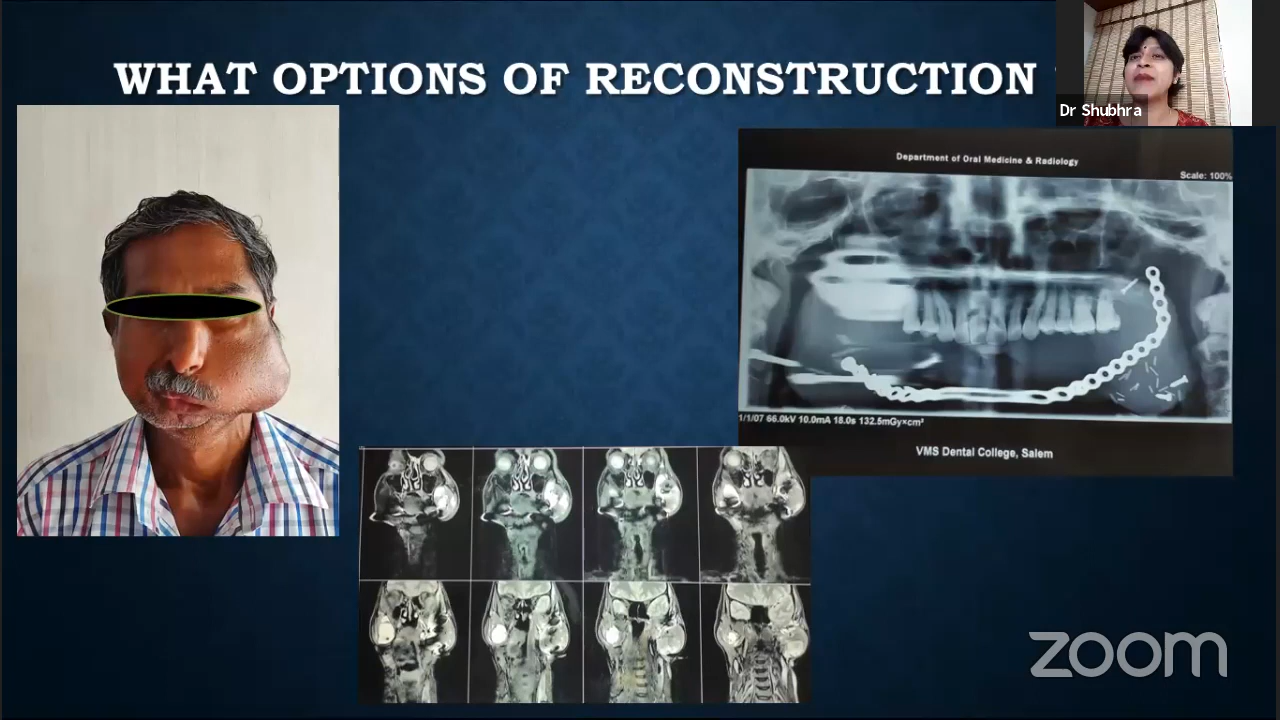 WHAT OPTIONS OF RECONSTRUCTION
Dr Shubhra
Department of Oral Medicine & Radiology
Scale: 100%
1/1/07 66.0kV 10.0mA 18.0s 132.5mGy×cm²
VMS Dental College, Salem
zoom